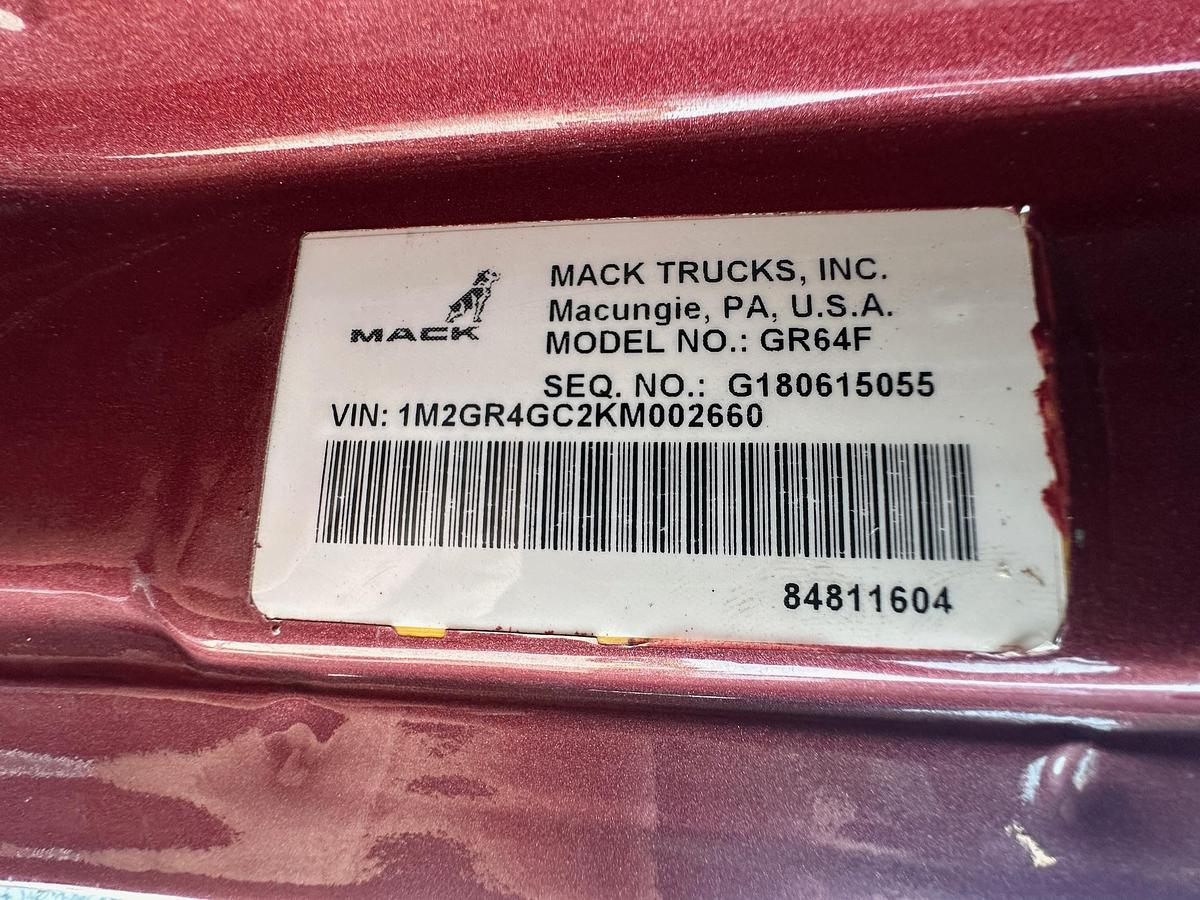 MACK TRUCKS, INC.
Macungie, PA, U.S.A.
MACK
MODEL NO.: GR64F
SEQ. NO.: G180615055
VIN: 1M2GR4GC2KM002660
84811604